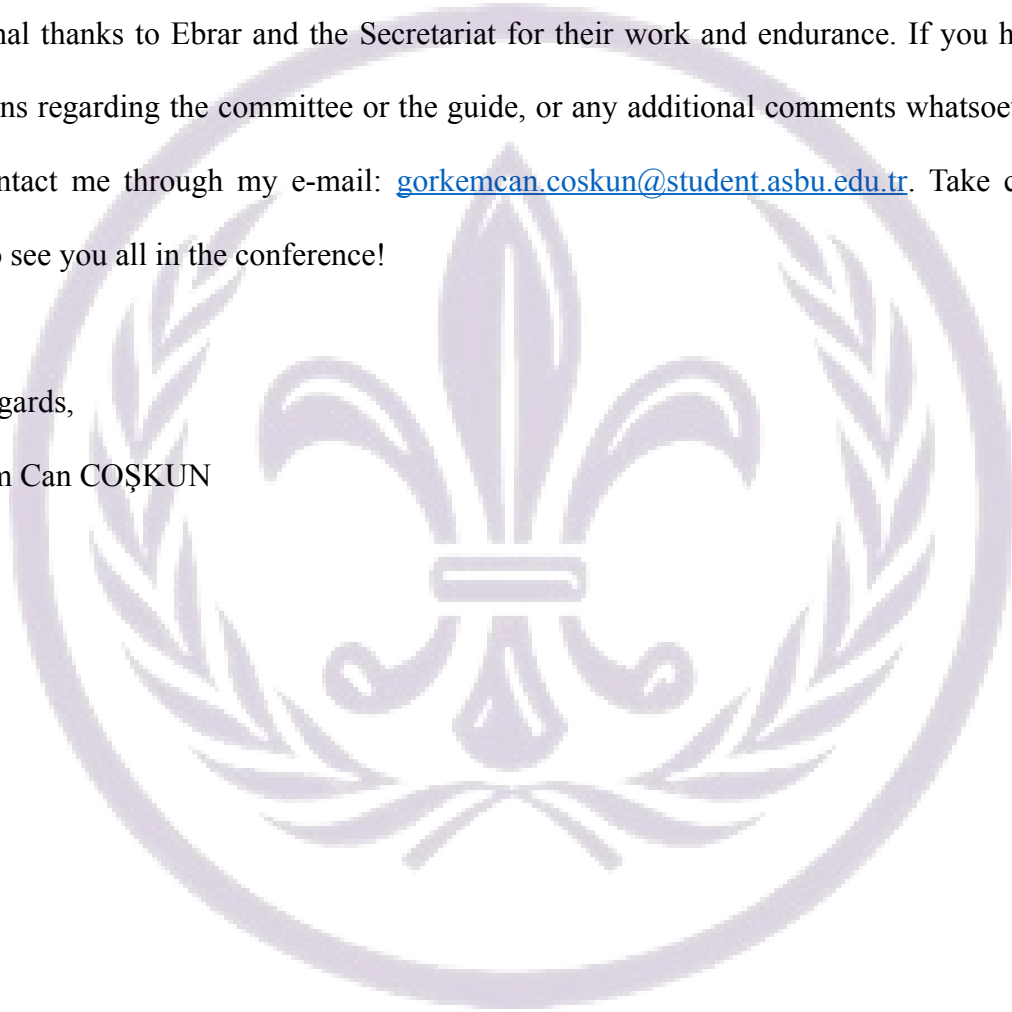 nal thanks to Ebrar and the Secretariat for their work and endurance. If you h
ns regarding the committee or the guide, or any additional comments whatsoe
ntact me through my e-mail: gorkemcan.coskun@student.asbu.edu.tr. Take c
see you all in the conference!
gards,
m Can COŞKUN